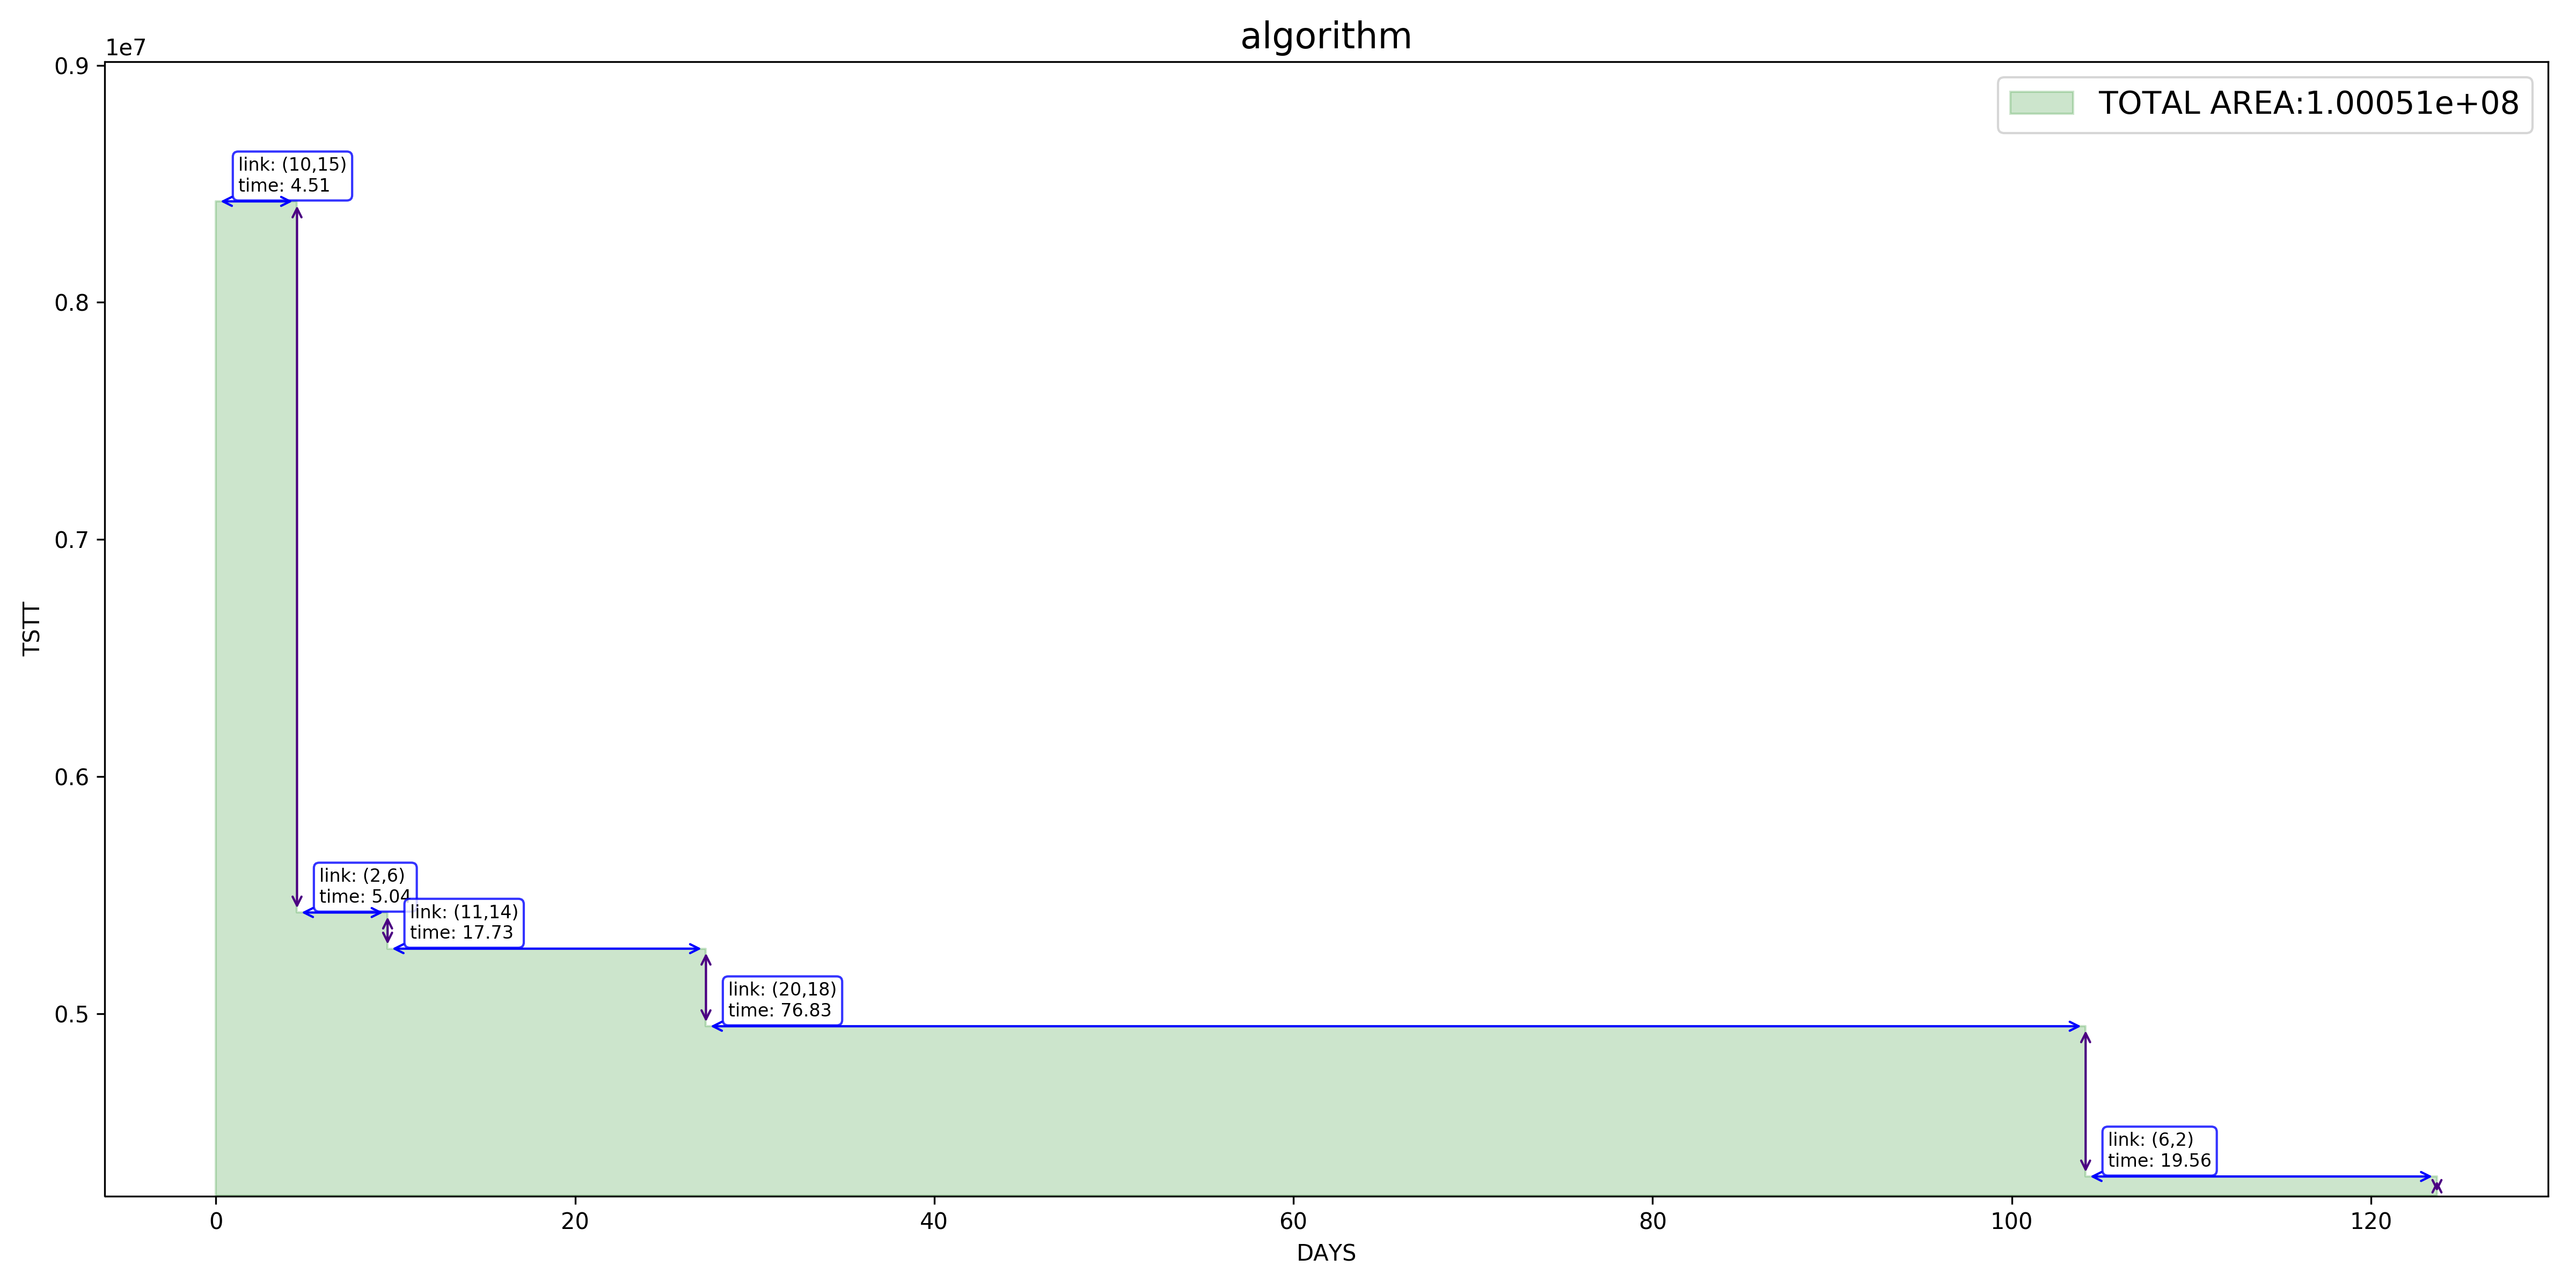 algorithm
1e7
TOTAL AREA:1.00051e+08
0.9
0.8
0.7
0.6
0.5
TSTT
link: (10,15)
time: 4.51
link: (2,6)
time: 5.04
link: (11,14)
time: 17.73
link: (20,18)
time: 76.83
link: (6,2)
time: 19.56
0
20
40
60
80
100
120
DAYS